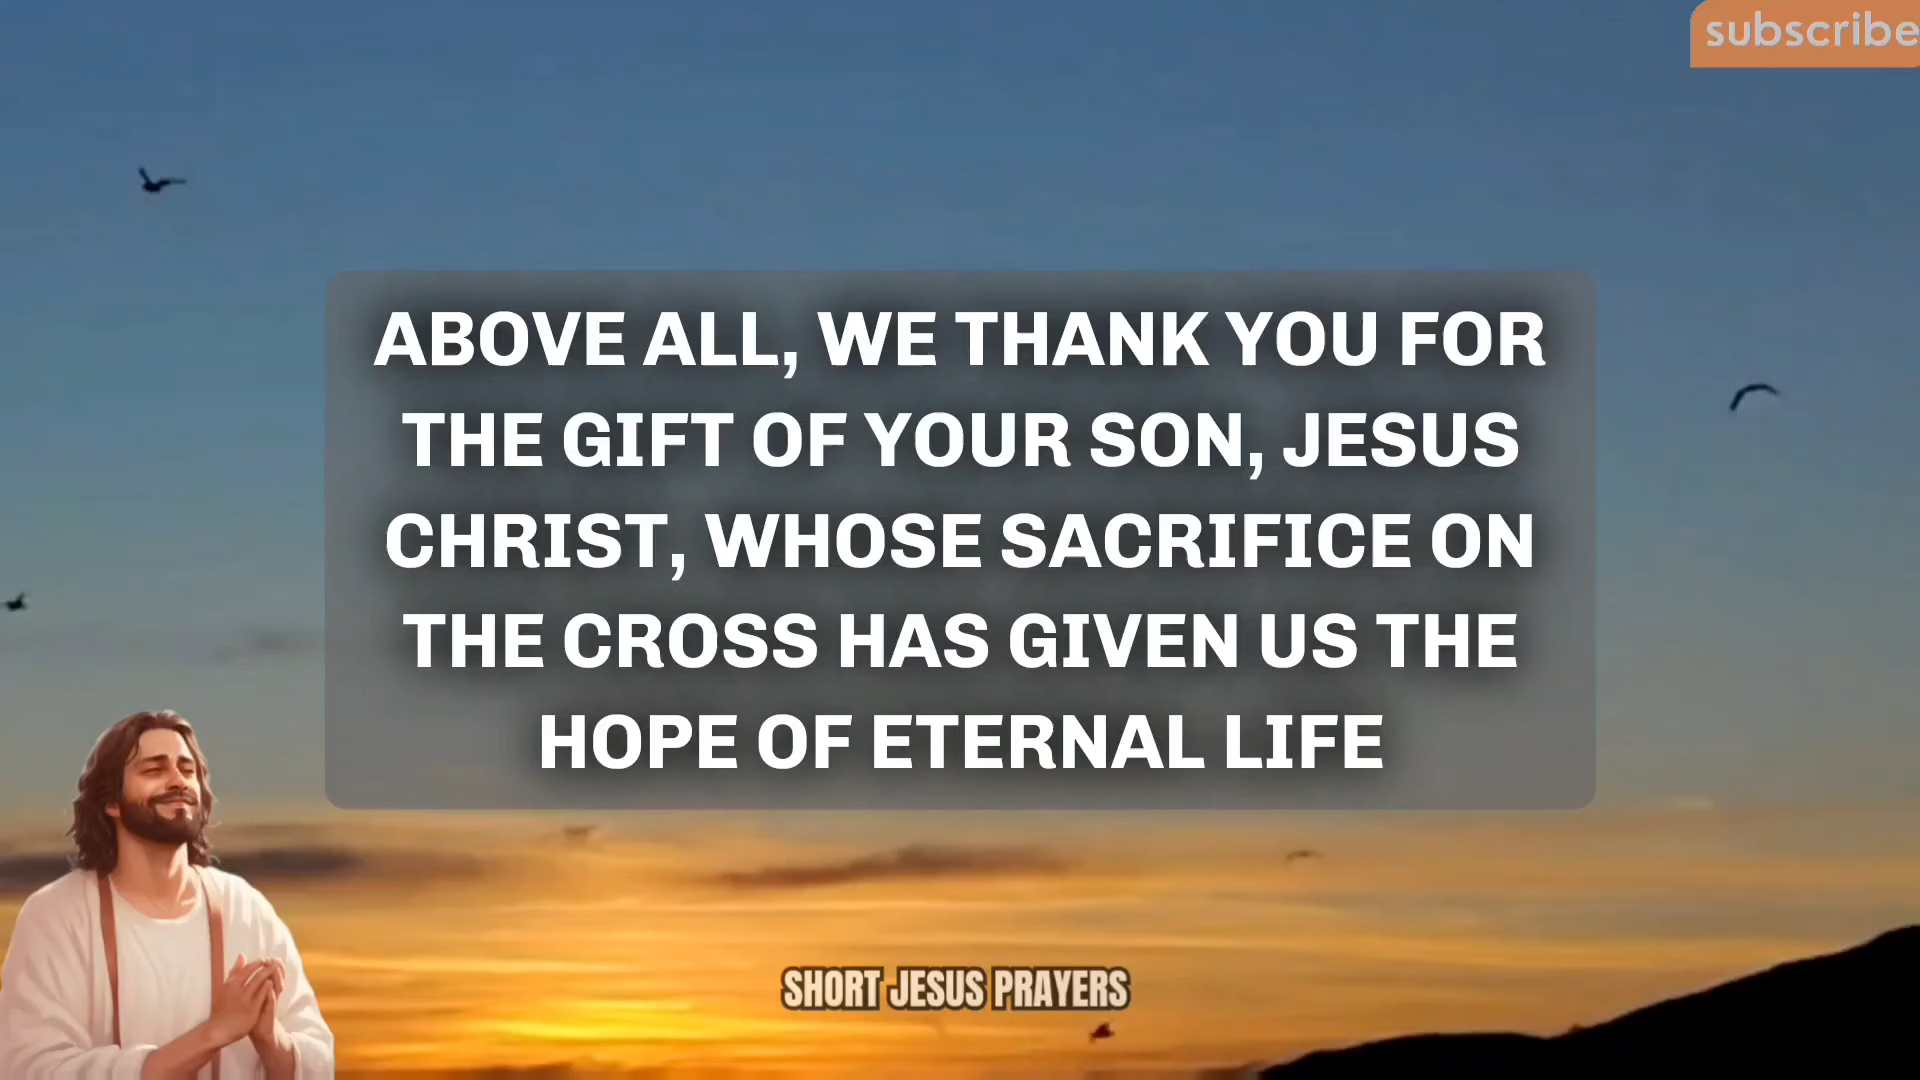 subscribe
ABOVE ALL, WE THANK YOU FOR
THE GIFT OF YOUR SON, JESUS
CHRIST, WHOSE SACRIFICE ON
THE CROSS HAS GIVEN US THE
HOPE OF ETERNAL LIFE
SHORT JESUS PRAYERS